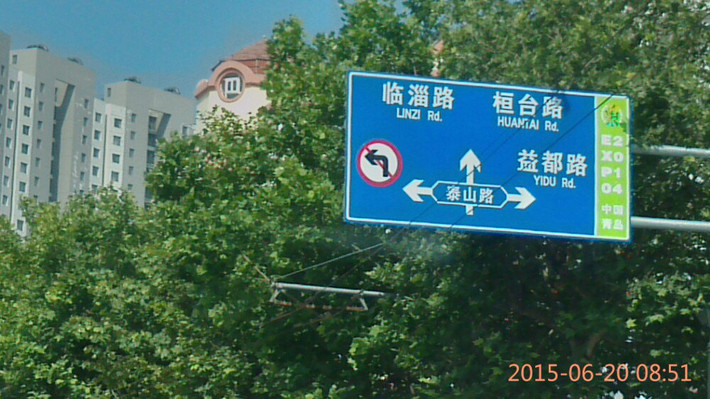 临淄路
LINZI Rd.
桓台路
HUANTAI Rd.
益都路
YIDU Rd.
泰山路
E2
X0
P1
04
中国
青岛
2015-06-20 08:51